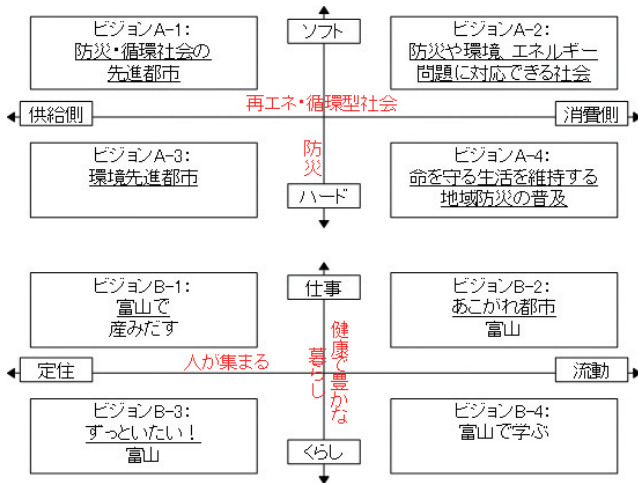 ビジョンA-1:
防災・循環社会の
先進都市
ソフト
ビジョンA-2:
防災や環境、エネルギー
問題に対応できる社会
供給側
再エネ・循環型社会
消費側
ビジョンA-3:
環境先進都市
防災
ハード
ビジョンA-4:
命を守る生活を維持する
地域防災の普及
ビジョンB-1:
富山で
産みだす
仕事
ビジョンB-2:
あこがれ都市
富山
定住
人が集まる
健康で豊かな
暮らし
流動
ビジョンB-3:
ずっといたい！
富山
くらし
ビジョンB-4:
富山で学ぶ